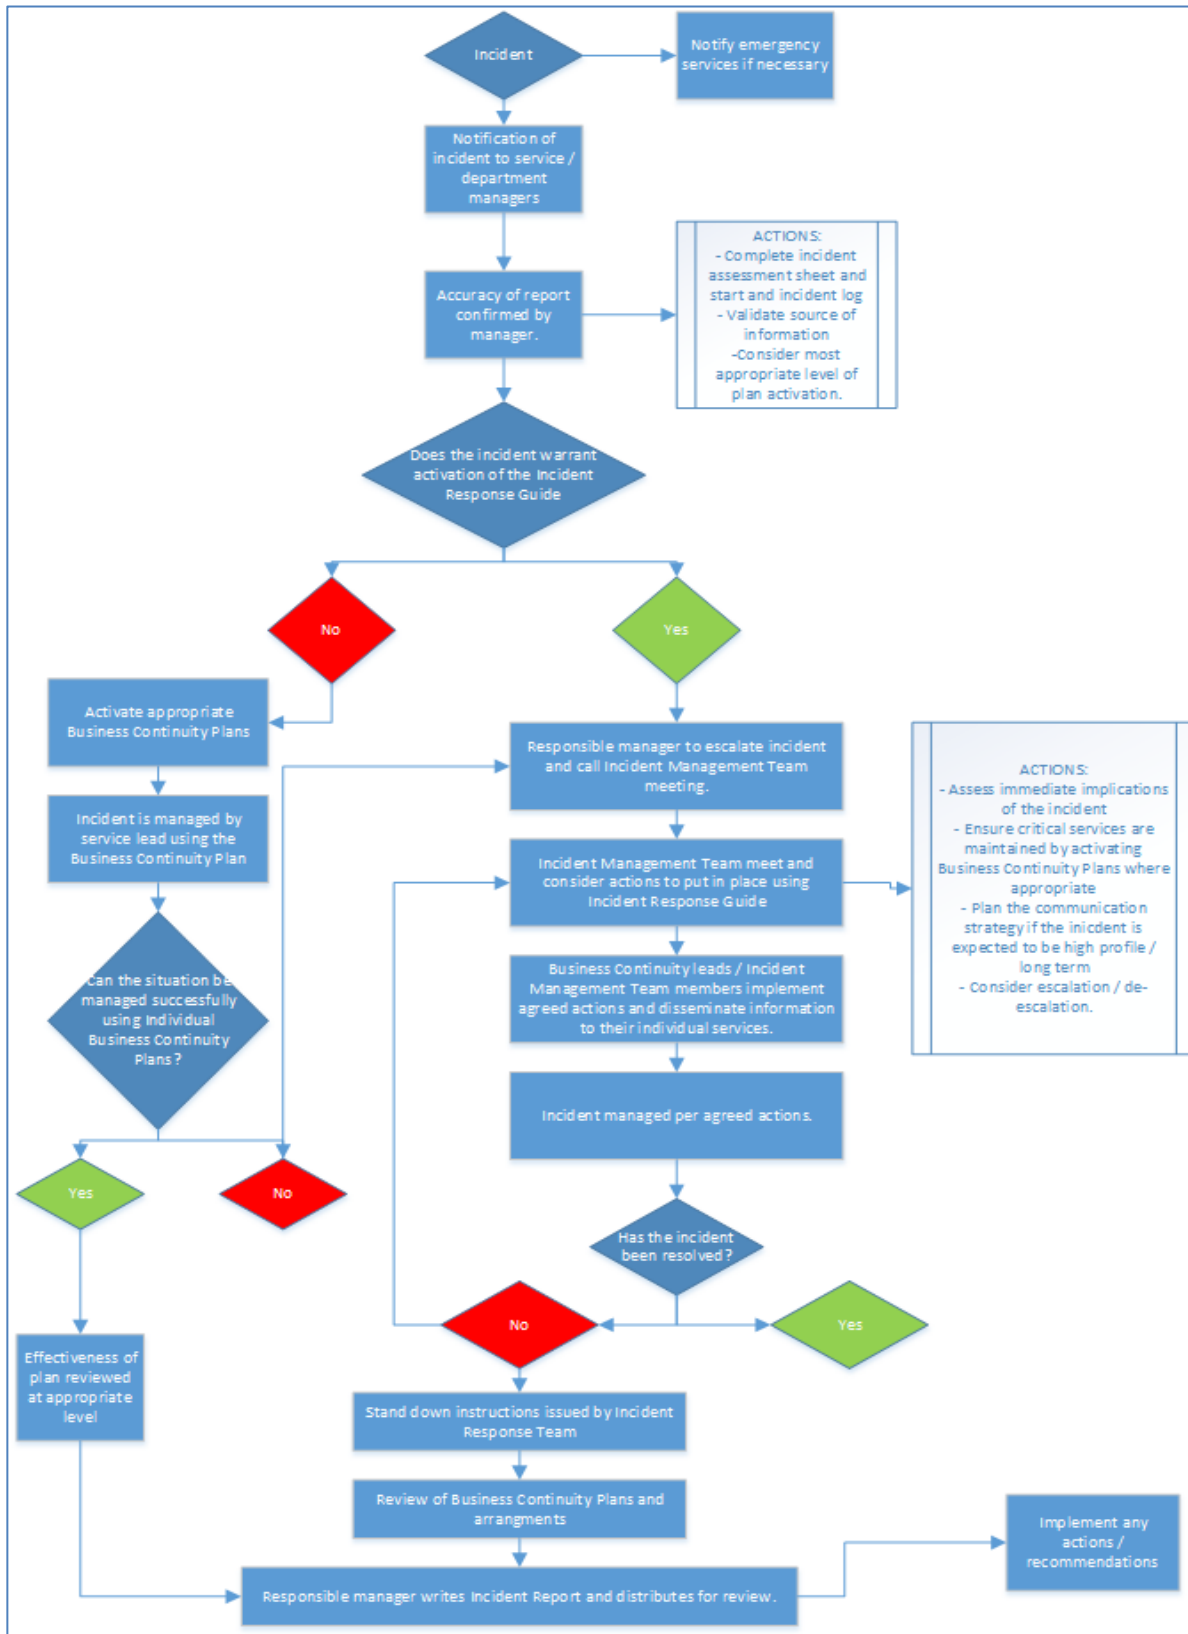 Incident
Notify emergency
services if necessary
Notification of
incident to service /
department
managers
ACTIONS:
- Complete incident
assessment sheet and
start and incident log
- Validate source of
information
-Consider most
appropriate level of
plan activation.
Accuracy of report
confirmed by
manager.
Does the incident warrant
activation of the Incident
Response Guide
No
Yes
Activate appropriate
Business Continuity Plans
Responsible manager to escalate incident
and call Incident Management Team
meeting.
ACTIONS:
- Assess immediate implications
of the incident
- Ensure critical services are
maintained by activating
Business Continuity Plans where
appropriate
- Plan the communication
strategy if the inicdent is
expected to be high profile /
long term
- Consider escalation / de-
escalation.
Incident is managed by
service lead using the
Business Continuity Plan
Incident Management Team meet and
consider actions to put in place using
Incident Response Guide
Can the situation be
managed successfully
using Individual
Business Continuity
Plans?
Business Continuity leads / Incident
Management Team members implement
agreed actions and disseminate information
to their individual services.
Incident managed per agreed actions.
Yes
No
Has the incident
been resolved?
No
Yes
Effectiveness of
plan reviewed
at appropriate
level
Stand down instructions issued by Incident
Response Team
Review of Business Continuity Plans and
arrangments
Implement any
actions /
recommendations
Responsible manager writes Incident Report and distributes for review.